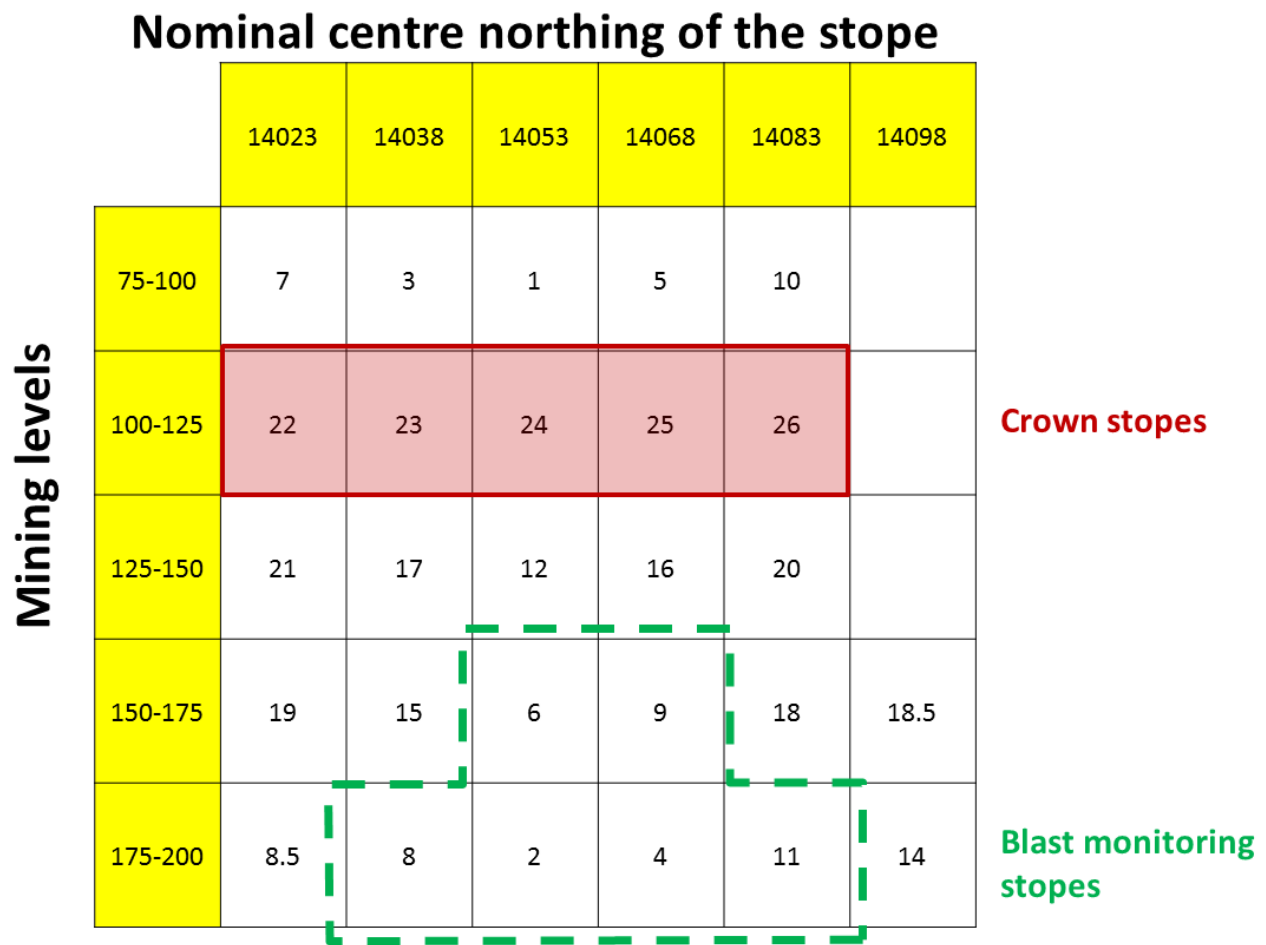 Nominal centre northing of the stope
14023 14038 14053 14068 14083 14098
75-100 7 3 1 5 10
Mining levels
100-125 22 23 24 25 26
Crown stopes
125-150 21 17 12 16 20
150-175 19 15 6 9 18 18.5
175-200 8.5 8 2 4 11 14
Blast monitoring
stopes